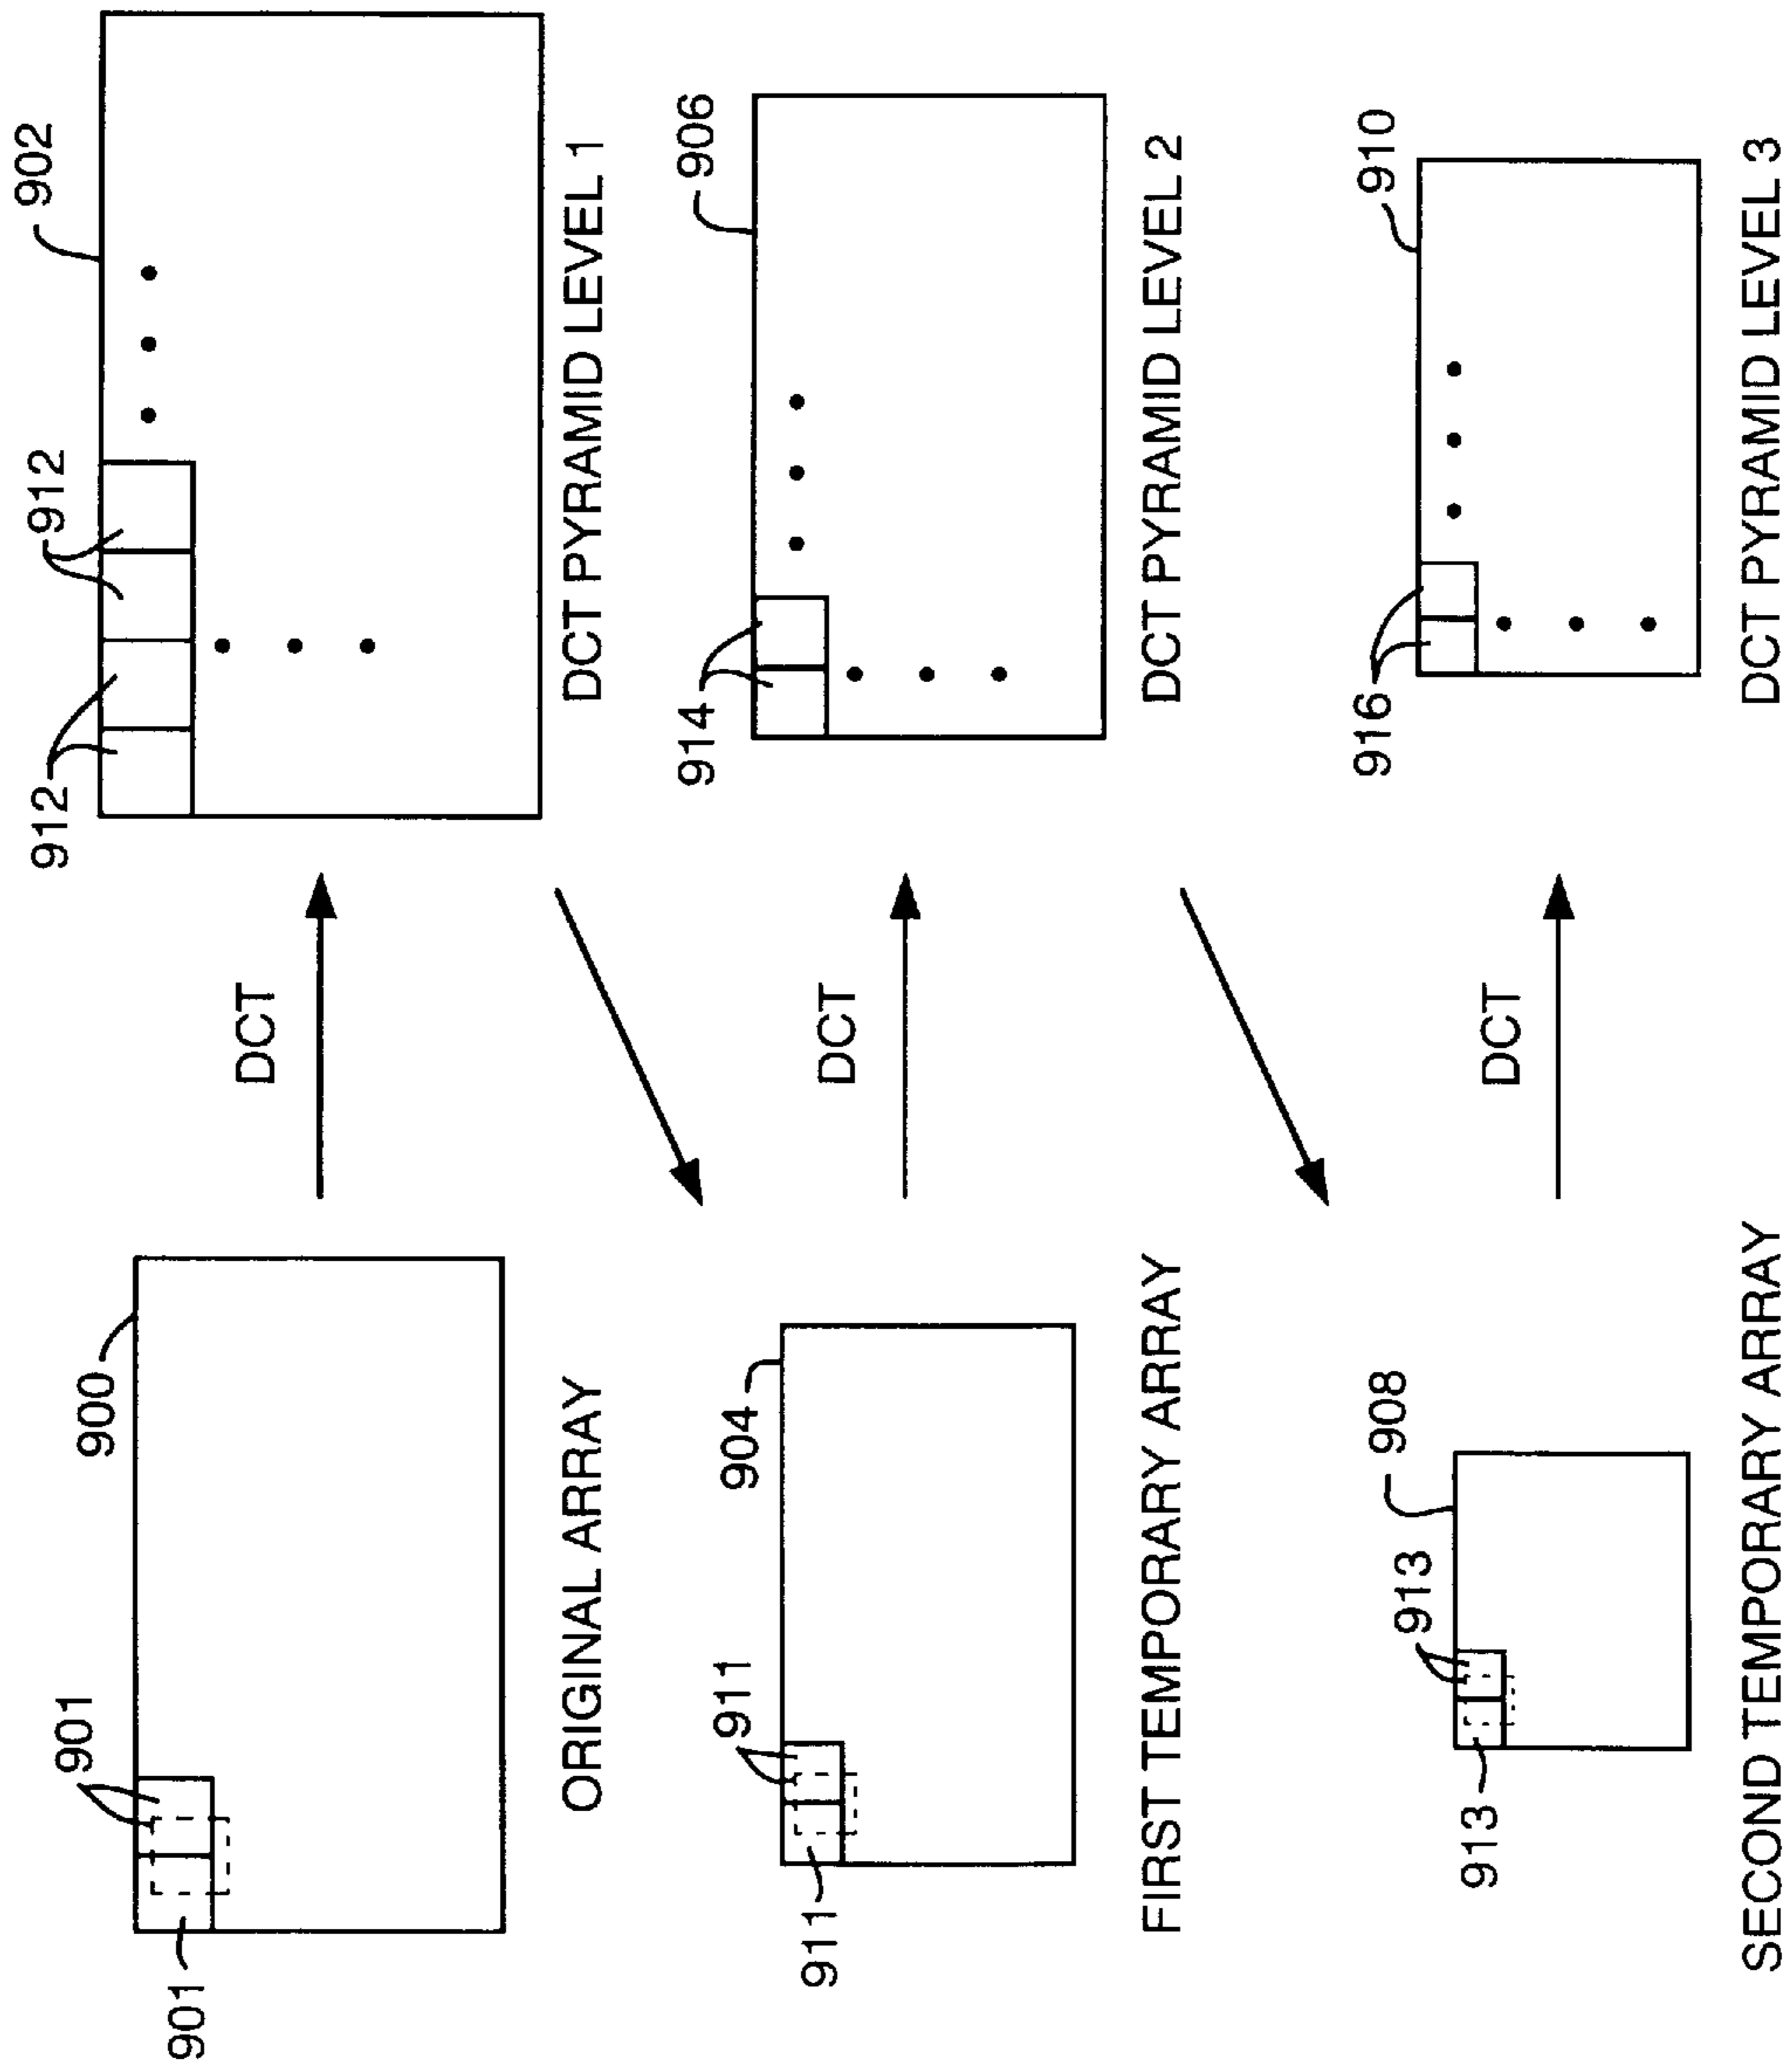 901
901
900
ORIGINAL ARRAY
DCT
912
912
902
DCT PYRAMID LEVEL 1
911
911
904
FIRST TEMPORARY ARRAY
DCT
914
906
DCT PYRAMID LEVEL 2
913
913
908
SECOND TEMPORARY ARRAY
DCT
916
910
DCT PYRAMID LEVEL 3